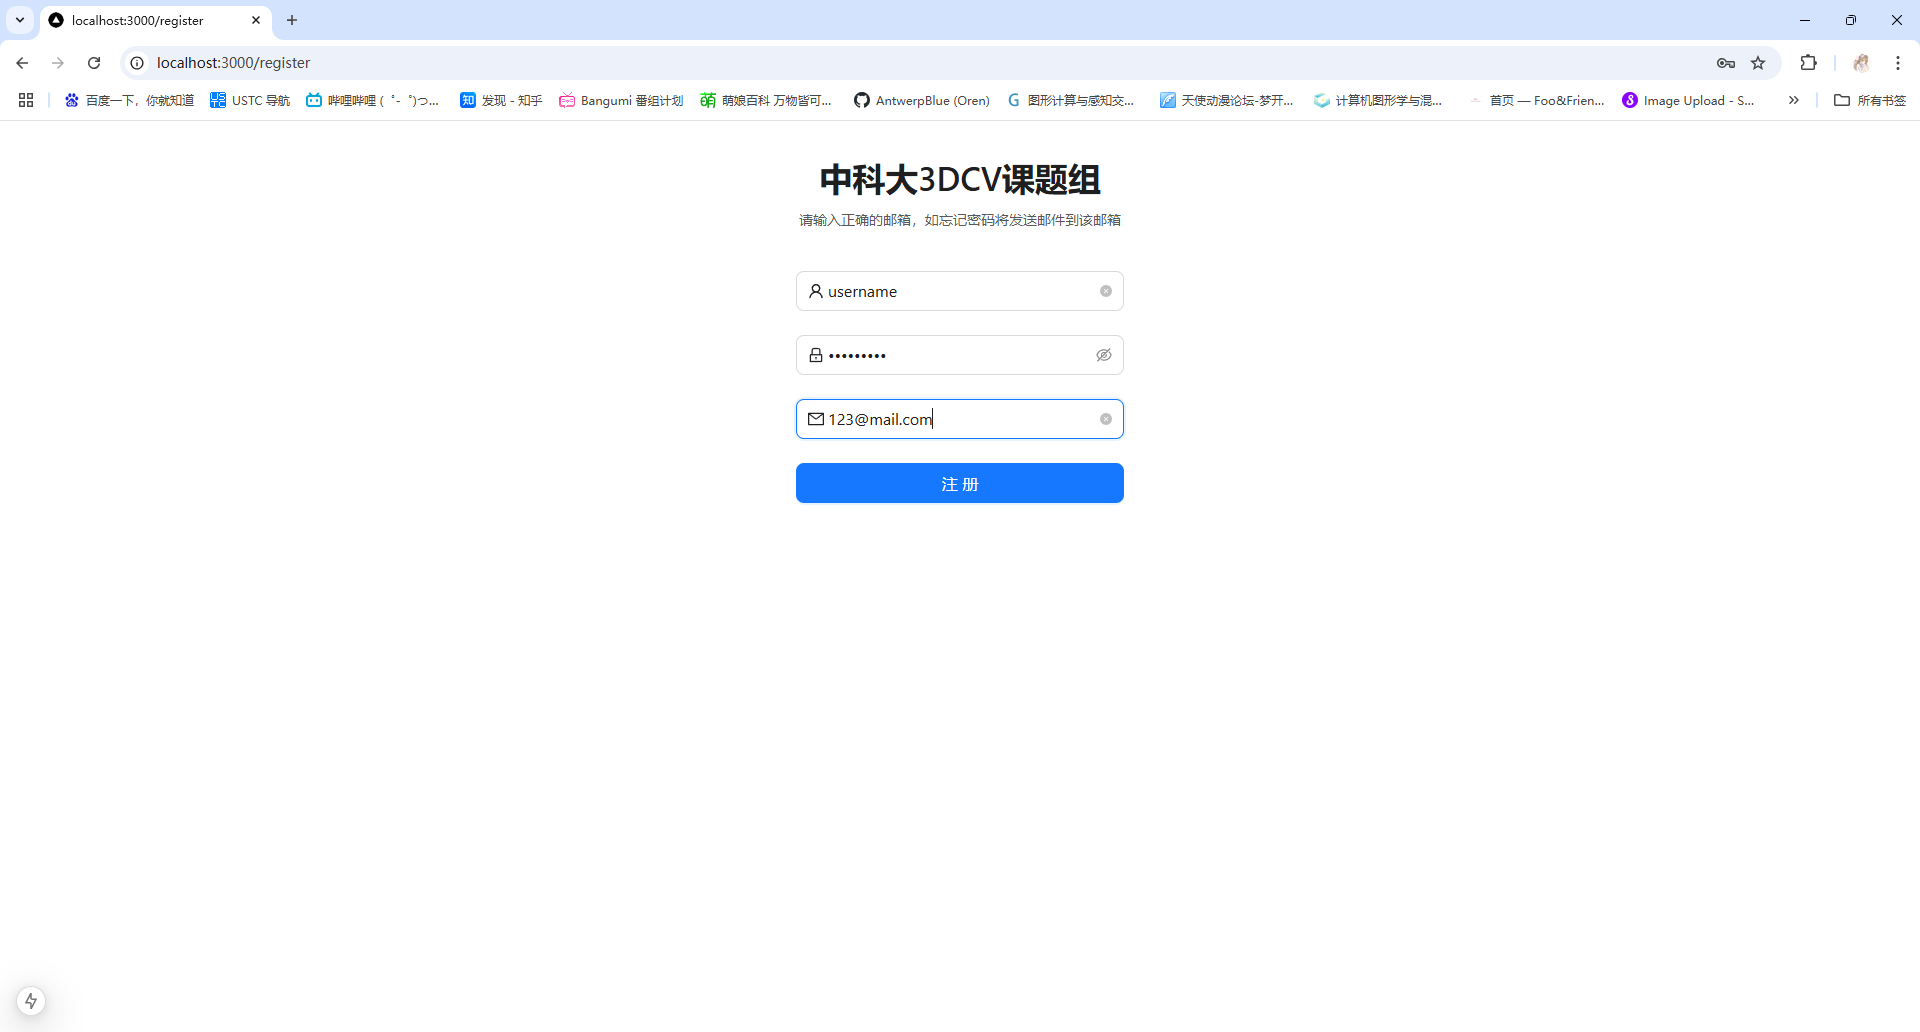 localhost:3000/register
localhost:3000/register
百度一下，你就知道 USTC 导航 哔哩哔哩 (゜-゜)つ... 知 发现 - 知乎 Bangumi 番组计划 萌 萌娘百科 万物皆可... AntwerpBlue (Oren) G 图形计算与感知交... 天使动漫论坛-梦开... 计算机图形学与混... 首页 — Foo&Frien... Image Upload - S... 所有书签
中科大3DCV课题组
请输入正确的邮箱，如忘记密码将发送邮件到该邮箱
username
•••••••••
123@mail.com
注 册